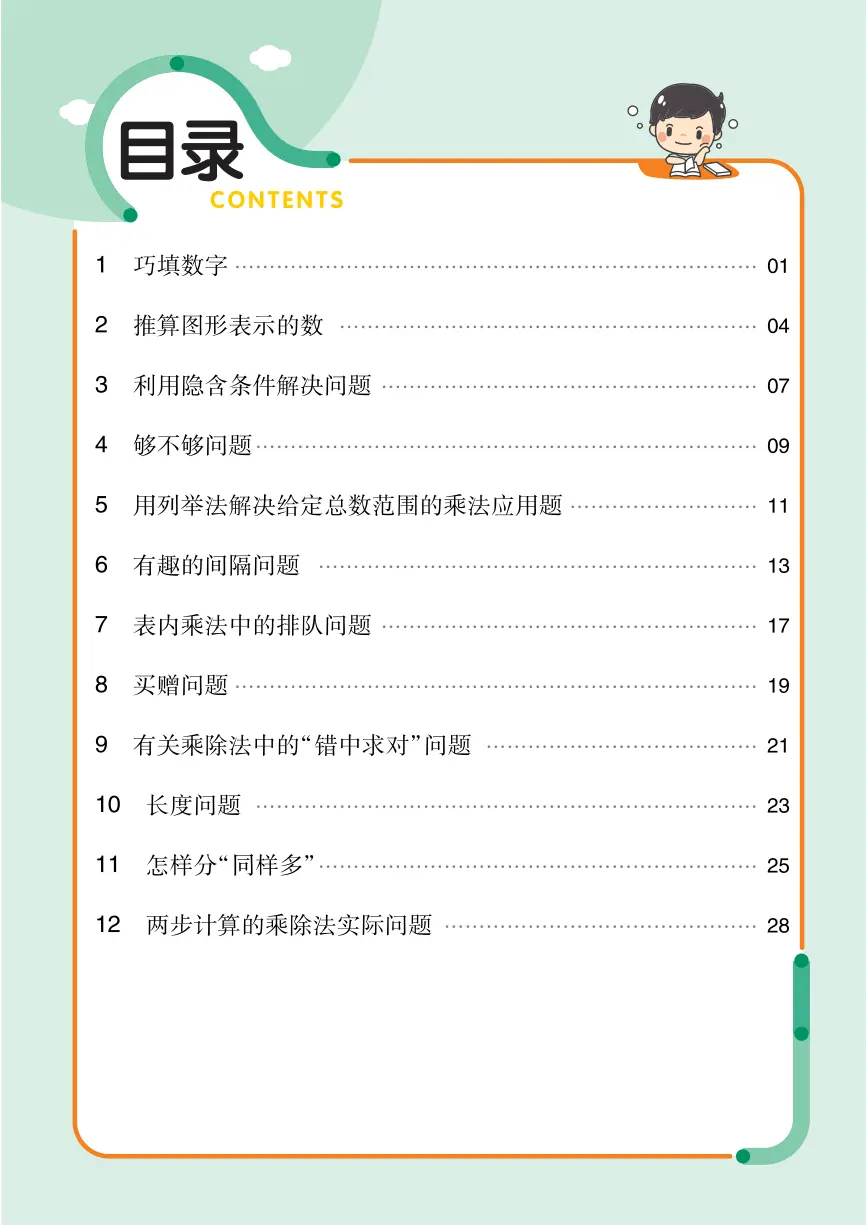 目录
CONTENTS
1 巧填数字 ………………………………………………………… 01
2 推算图形表示的数 ………………………………………………… 04
3 利用隐含条件解决问题 …………………………………………… 07
4 够不够问题 ……………………………………………………… 09
5 用列举法解决给定总数范围的乘法应用题 ……………………… 11
6 有趣的间隔问题 ………………………………………………… 13
7 表内乘法中的排队问题 …………………………………………… 17
8 买赠问题 ………………………………………………………… 19
9 有关乘除法中的“错中求对”问题 ……………………………… 21
10 长度问题 ……………………………………………………… 23
11 怎样分“同样多” ………………………………………………… 25
12 两步计算的乘除法实际问题 …………………………………… 28